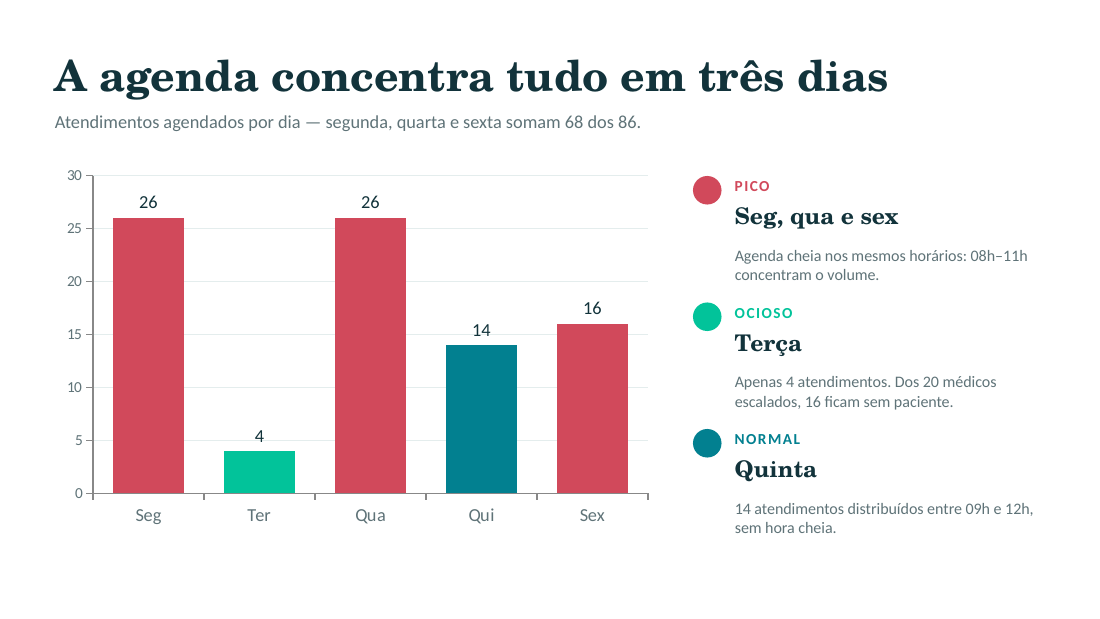 A agenda concentra tudo em três dias
Atendimentos agendados por dia — segunda, quarta e sexta somam 68 dos 86.
30
25
20
15
10
5
0
26
4
26
14
16
Seg
Ter
Qua
Qui
Sex
PICO
Seg, qua e sex
Agenda cheia nos mesmos horários: 08h–11h
concentram o volume.
OCIOSO
Terça
Apenas 4 atendimentos. Dos 20 médicos
escalados, 16 ficam sem paciente.
NORMAL
Quinta
14 atendimentos distribuídos entre 09h e 12h,
sem hora cheia.